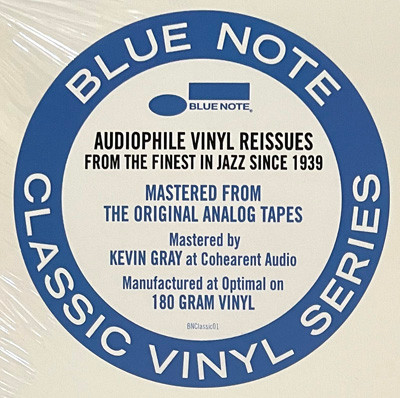 BLUE NOTE
BLUE NOTE®
AUDIOPHILE VINYL REISSUES
FROM THE FINEST IN JAZZ SINCE 1939
MASTERED FROM
THE ORIGINAL ANALOG TAPES
Mastered by
KEVIN GRAY at Cohearent Audio
Manufactured at Optimal on
180 GRAM VINYL
BNClassic01
CLASSIC VINYL SERIES